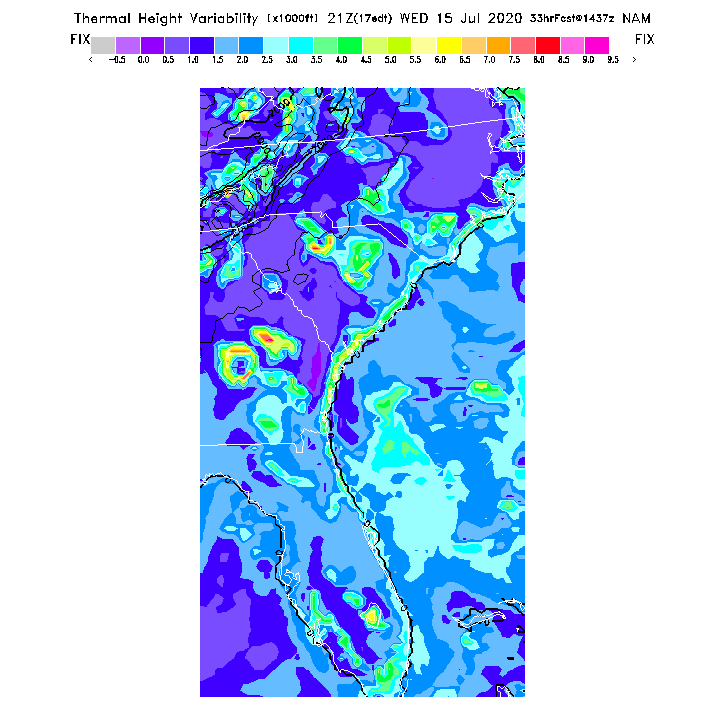 Thermal Height Variability [x1000ft] 21Z(17edt) WED 15 Jul 2020 33hrFcst@1437z NAM
FIX FIX
< -0.5 0.0 0.5 1.5 2.0 2.5 3.0 3.5 4.0 4.5 5.0 5.5 6.0 6.5 7.0 7.5 8.0 8.5 9.0 9.5 >